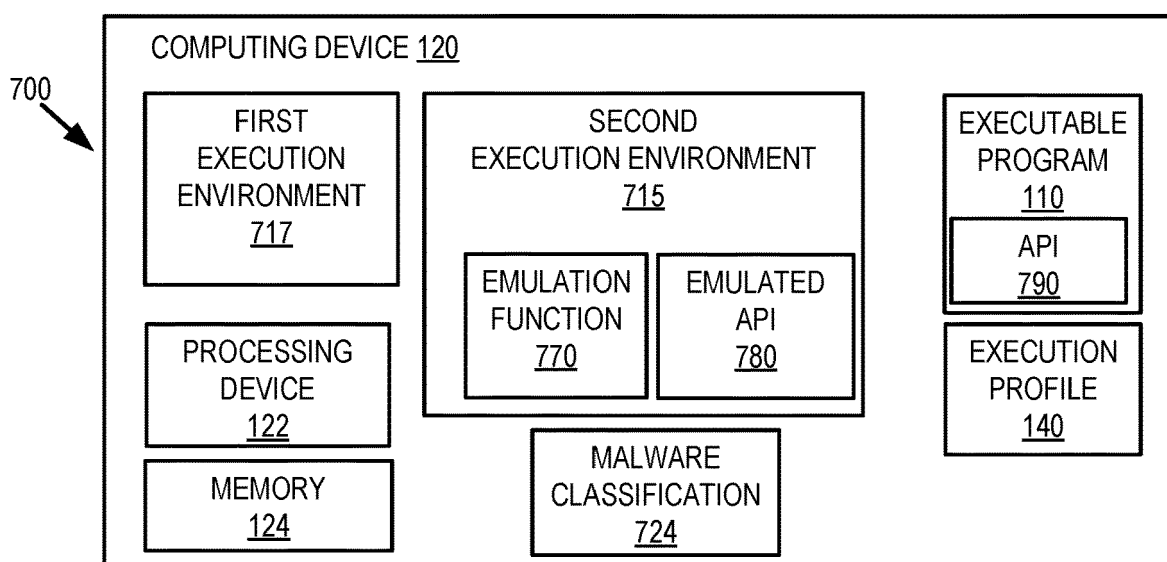 COMPUTING DEVICE 120
700
FIRST
EXECUTION
ENVIRONMENT
717
SECOND
EXECUTION ENVIRONMENT
715
EMULATION
FUNCTION
770
EMULATED
API
780
EXECUTABLE
PROGRAM
110
API
790
PROCESSING
DEVICE
122
EXECUTION
PROFILE
140
MEMORY
124
MALWARE
CLASSIFICATION
724